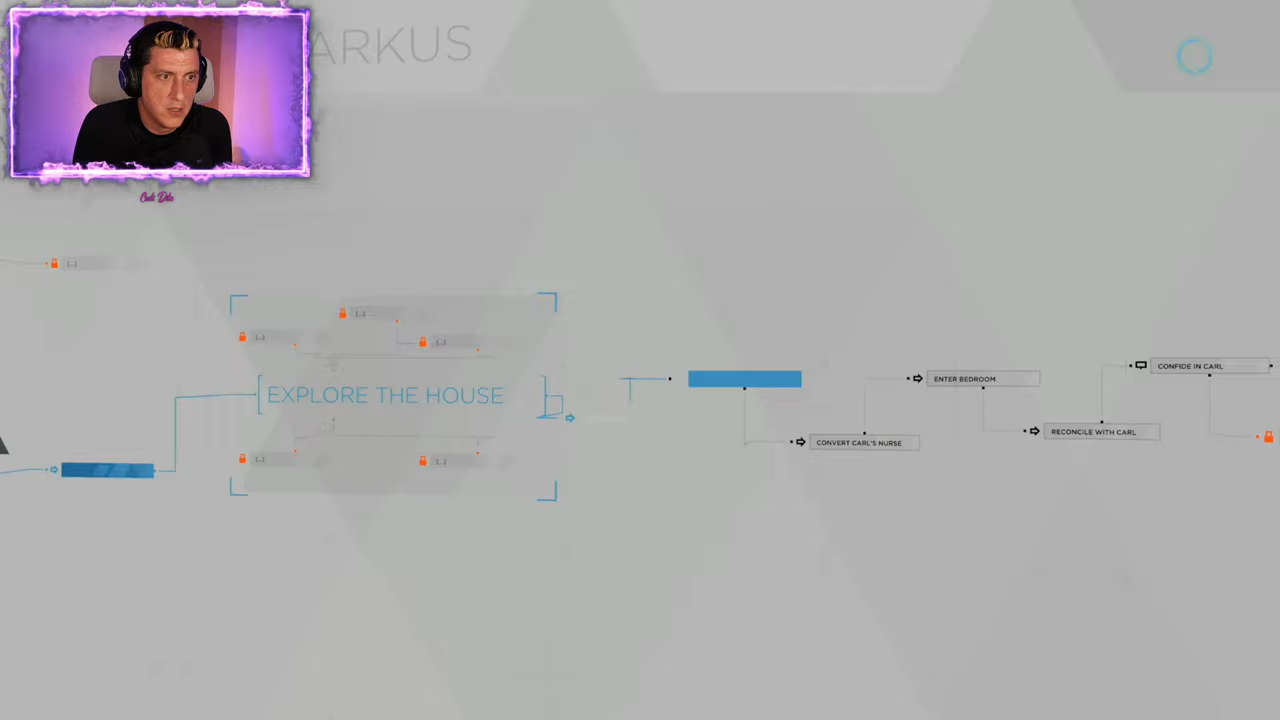 ARKUS
[...]
[...]
[...]
[...]
EXPLORE THE HOUSE
[...]
[...]
CONVERT CARL'S NURSE
ENTER BEDROOM
RECONCILE WITH CARL
CONFIDE IN CARL